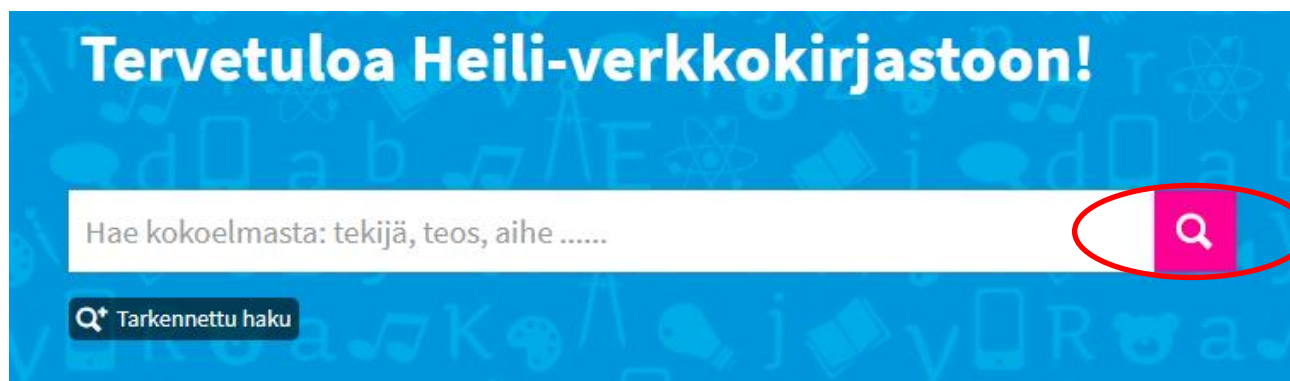 Tervetuloa Heili-verkkokirjastoon!
Hae kokoelmasta: tekijä, teos, aihe ......
Tarkennettu haku